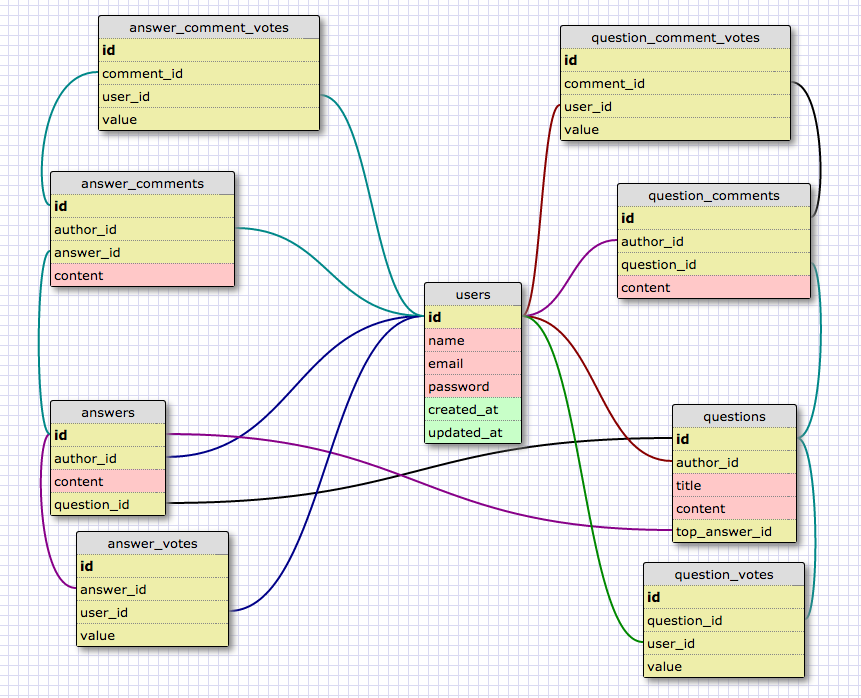 answer_comment_votes
id
comment_id
user_id
value
question_comment_votes
id
comment_id
user_id
value
answer_comments
id
author_id
answer_id
content
question_comments
id
author_id
question_id
content
users
id
name
email
password
created_at
updated_at
answers
id
author_id
content
question_id
questions
id
author_id
title
content
top_answer_id
answer_votes
id
answer_id
user_id
value
question_votes
id
question_id
user_id
value